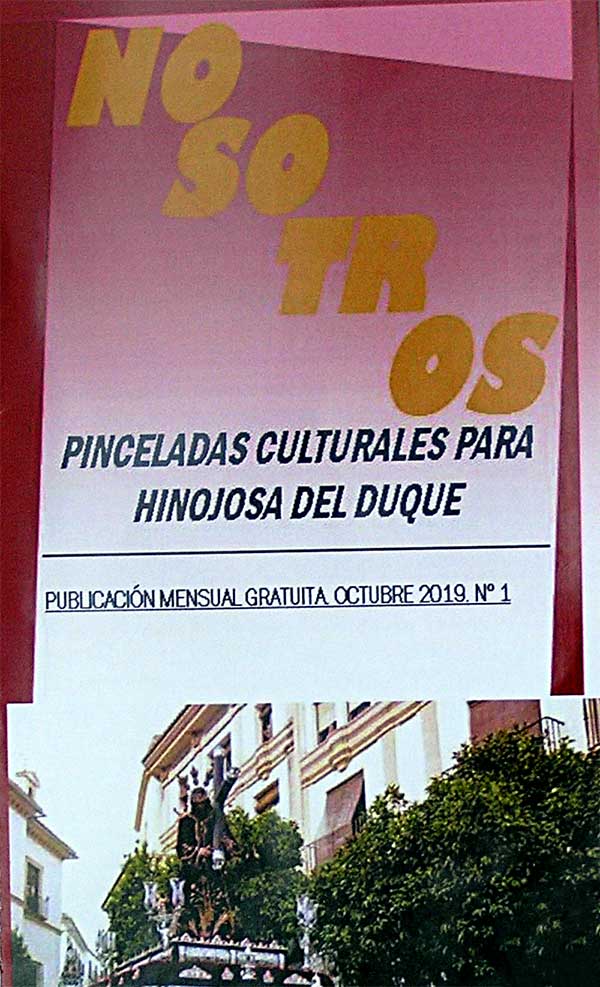 NO
SO
TR
OS
PINCELADAS CULTURALES PARA
HINOJOSA DEL DUQUE
PUBLICACIÓN MENSUAL GRATUITA. OCTUBRE 2019. Nº 1